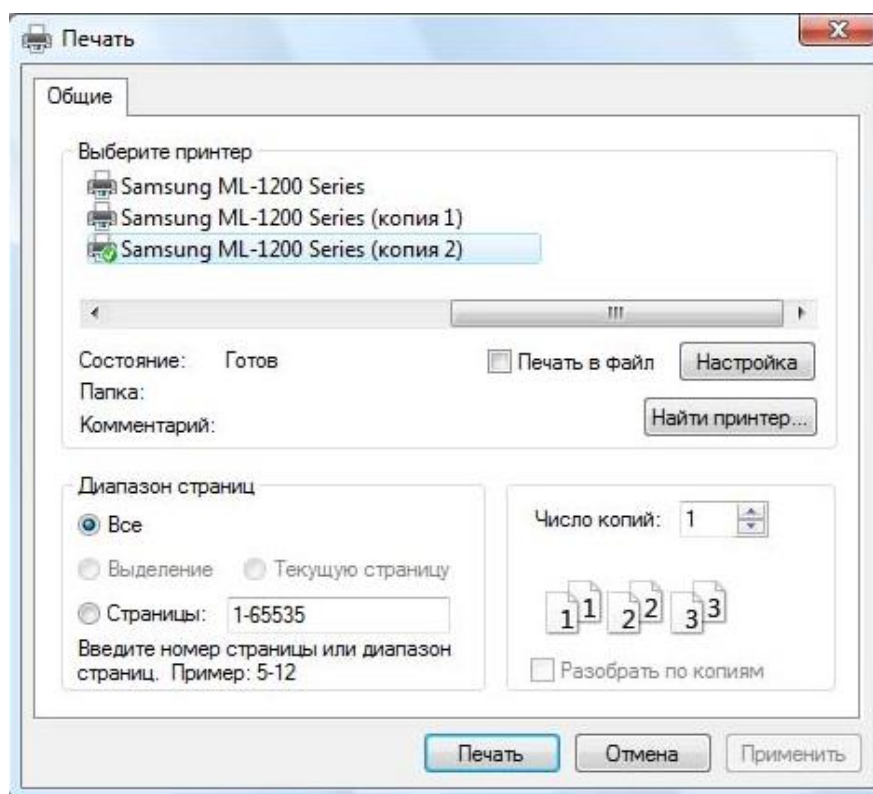 Печать
Общие
Выберите принтер
Samsung ML-1200 Series
Samsung ML-1200 Series (копия 1)
Samsung ML-1200 Series (копия 2)
Состояние: Готов
Печать в файл
Настройка
Папка:
Комментарий:
Найти принтер...
Диапазон страниц
Все
Выделение Текущую страницу
Страницы: 1-65535
Введите номер страницы или диапазон
страниц. Пример: 5-12
Число копий: 1
1 1 2 2 3 3
Разобрать по копиям
Печать Отмена Применить